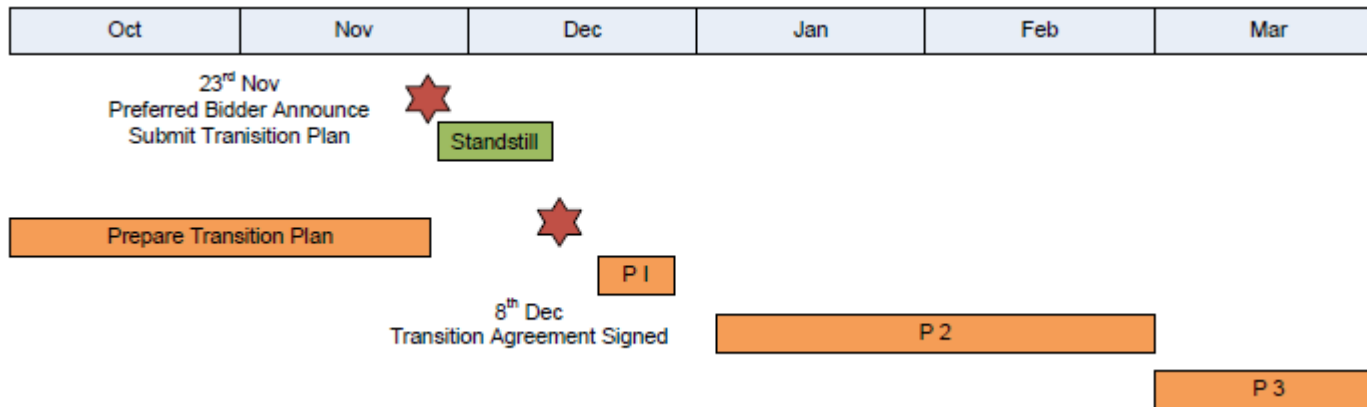 Oct Nov Dec Jan Feb Mar
23rd Nov
Preferred Bidder Announce
Submit Tranisition Plan
Standstill
Prepare Transition Plan
P I
8th Dec
Transition Agreement Signed
P 2
P 3